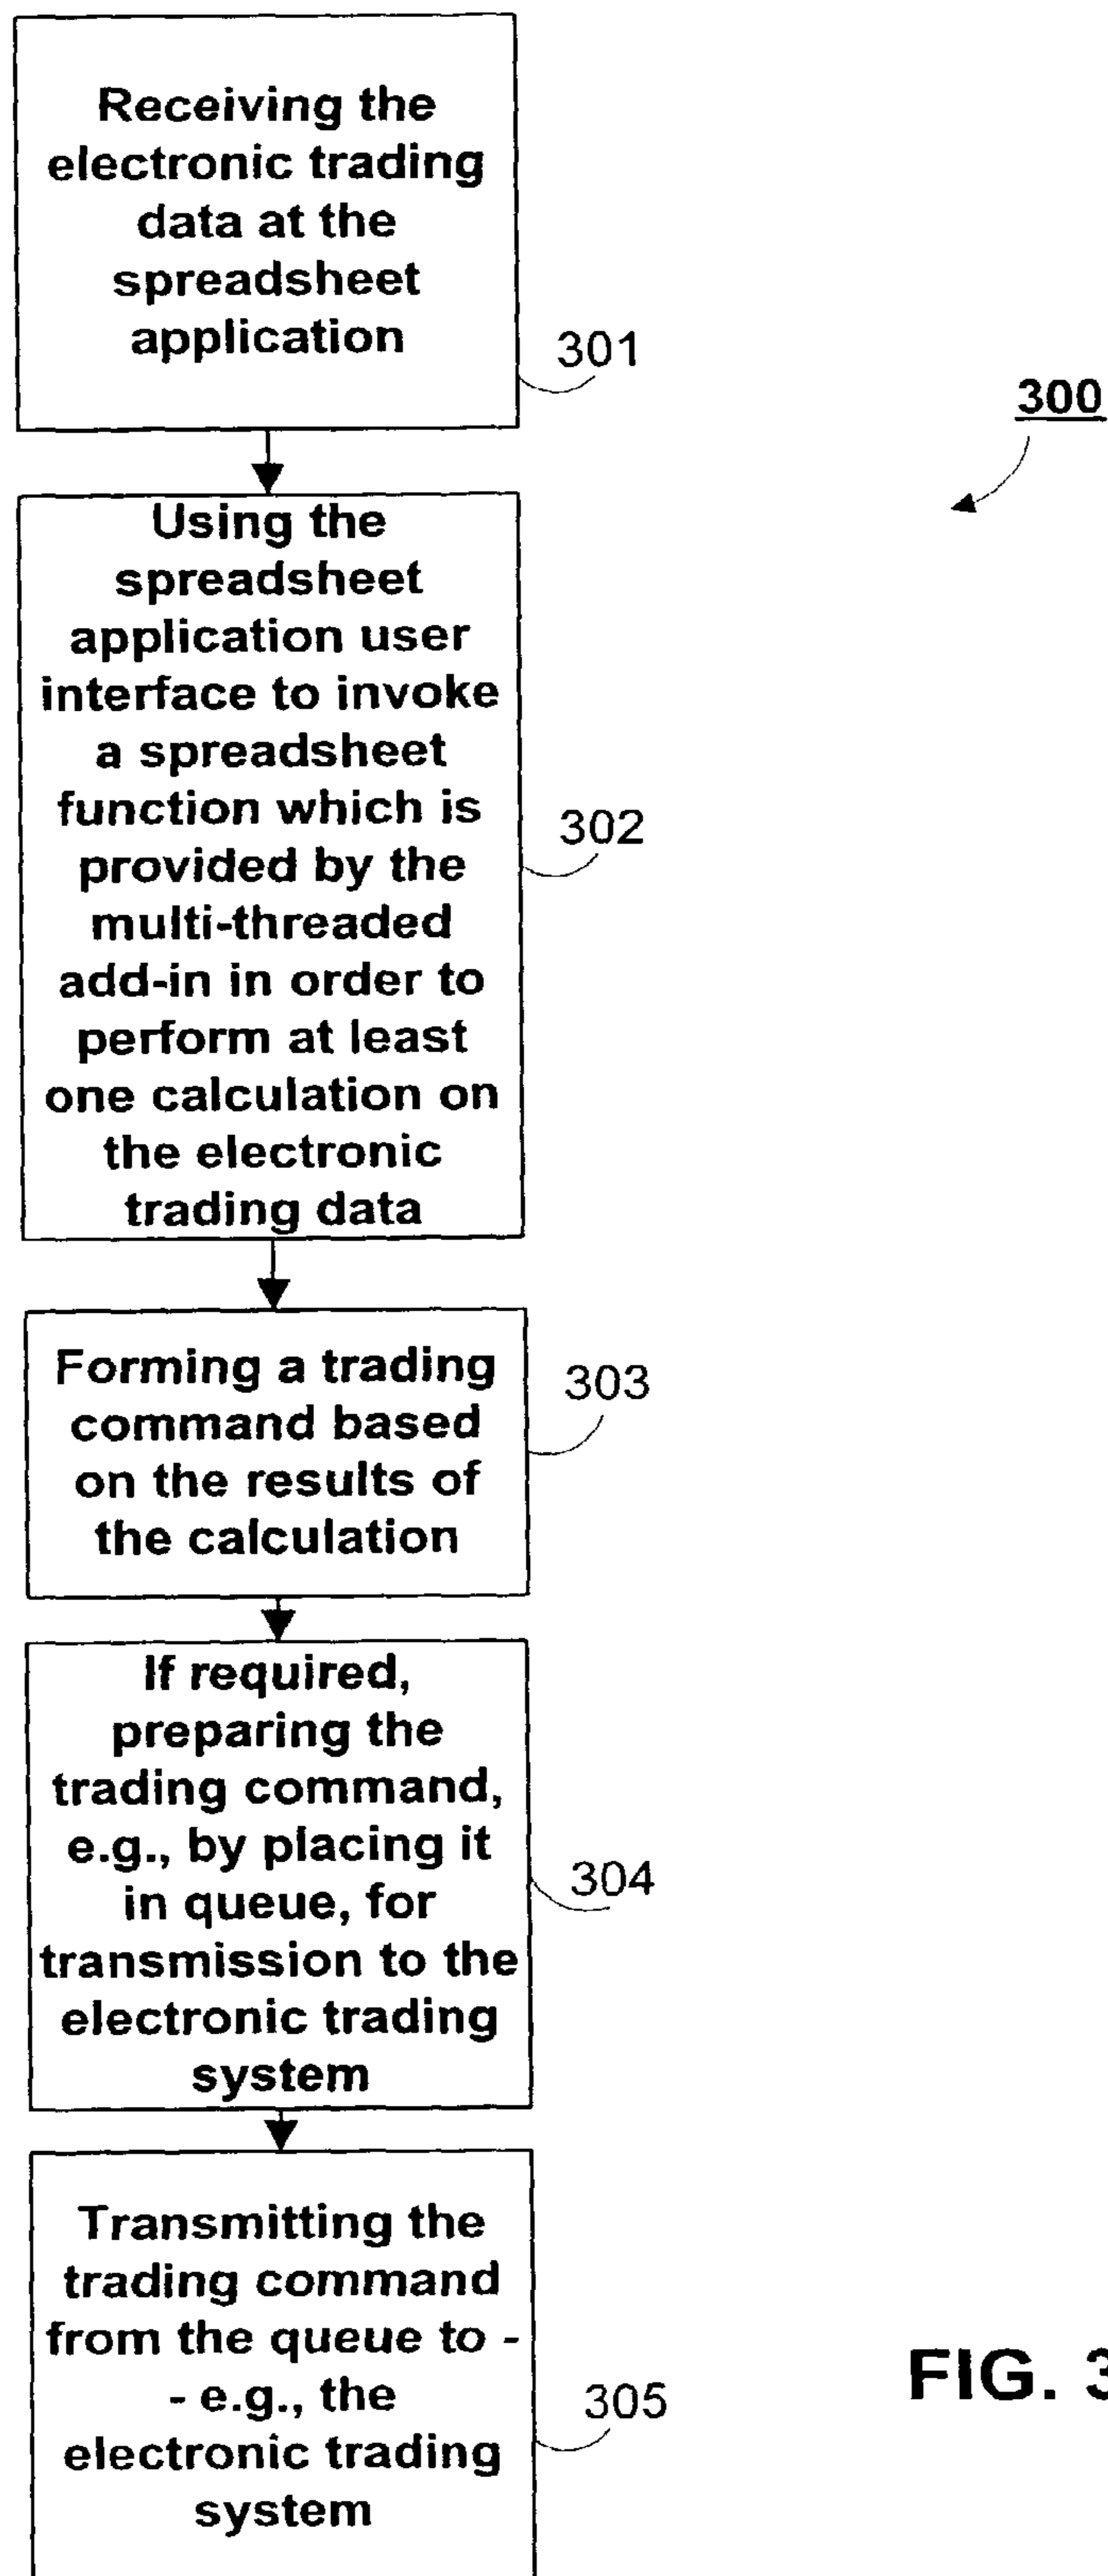 Receiving the
electronic trading
data at the
spreadsheet
application
301
300
Using the
spreadsheet
application user
interface to invoke
a spreadsheet
function which is
provided by the
multi-threaded
add-in in order to
perform at least
one calculation on
the electronic
trading data
302
Forming a trading
command based
on the results of
the calculation
303
If required,
preparing the
trading command,
e.g., by placing it
in queue, for
transmission to the
electronic trading
system
304
Transmitting the
trading command
from the queue to -
- e.g., the
electronic trading
system
305
FIG. 3